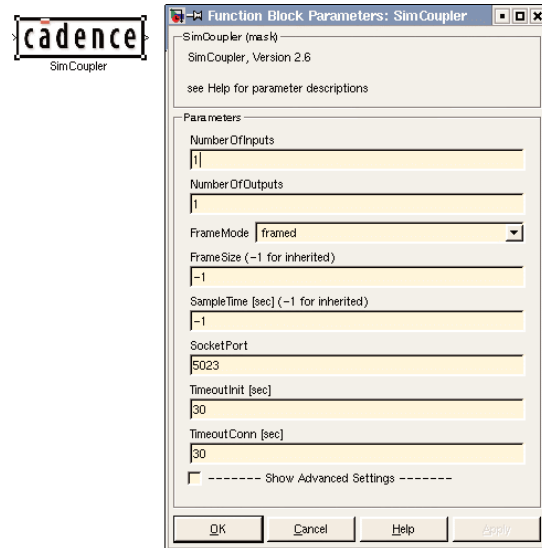 cādence
SimCoupler
Function Block Parameters: SimCoupler
SimCoupler (mask)
SimCoupler, Version 2.6
see Help for parameter descriptions
Parameters
NumberOfInputs
1
NumberOfOutputs
1
FrameMode framed
FrameSize (-1 for inherited)
-1
SampleTime [sec] (-1 for inherited)
-1
SocketPort
5023
TimeoutInit [sec]
30
TimeoutConn [sec]
30
------- Show Advanced Settings -------
OK Cancel Help Apply